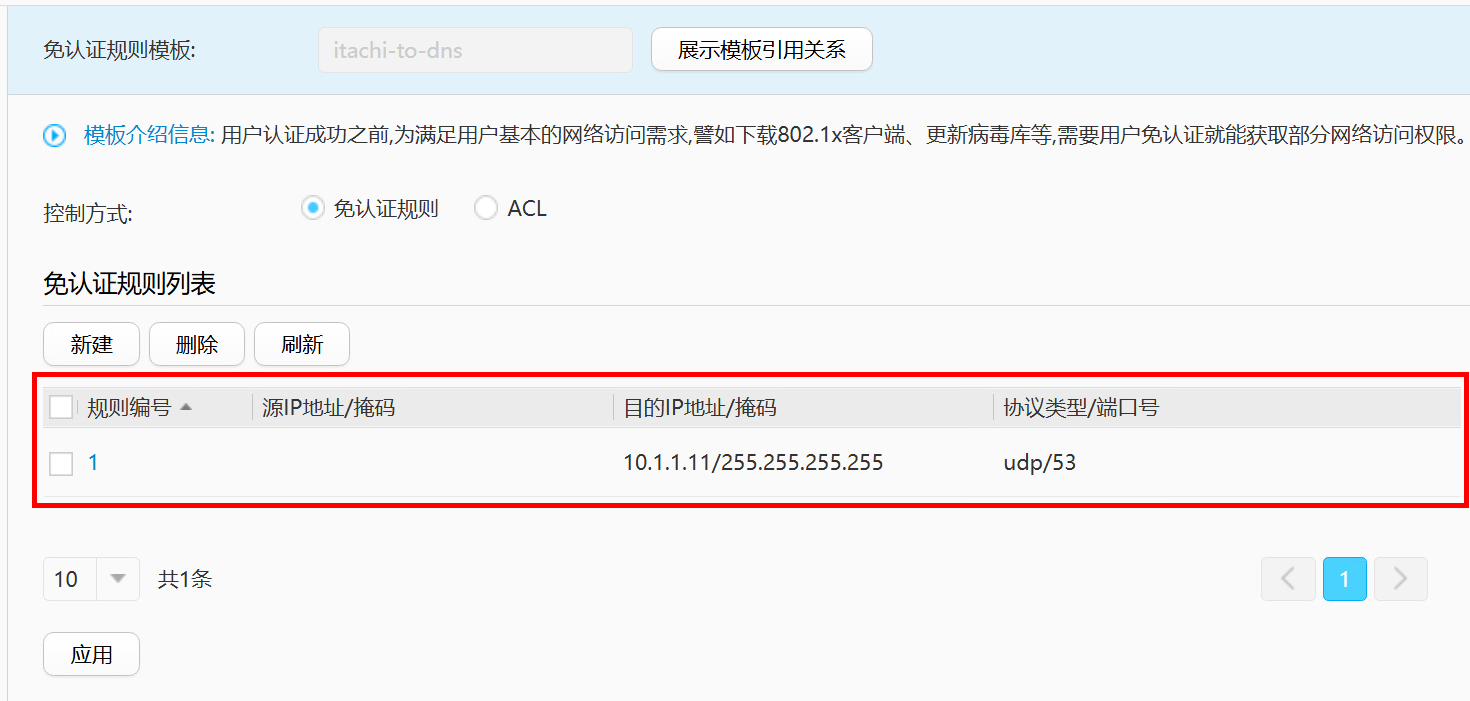 免认证规则模板: itachi-to-dns 展示模板引用关系
模板介绍信息: 用户认证成功之前,为满足用户基本的网络访问需求,譬如下载802.1x客户端、更新病毒库等,需要用户免认证就能获取部分网络访问权限。
控制方式: 免认证规则 ACL
免认证规则列表
新建 删除 刷新
规则编号 源IP地址/掩码 目的IP地址/掩码 协议类型/端口号
1 10.1.1.11/255.255.255.255 udp/53
10 共1条 1
应用